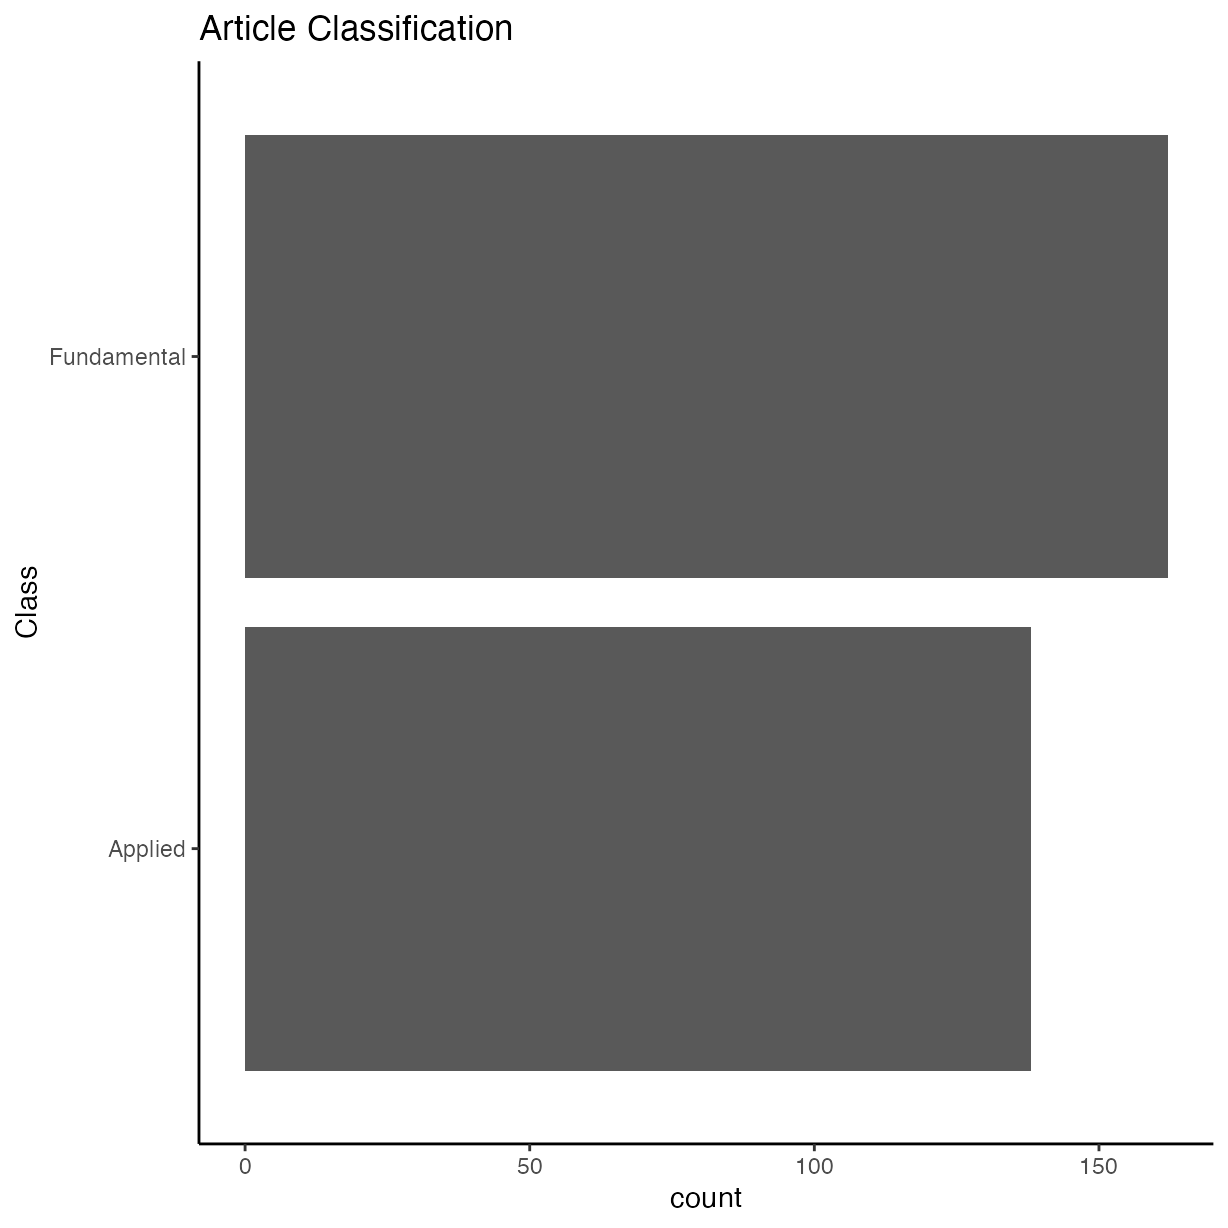 Article Classification
Fundamental
Class
Applied
0 50 100 150
count